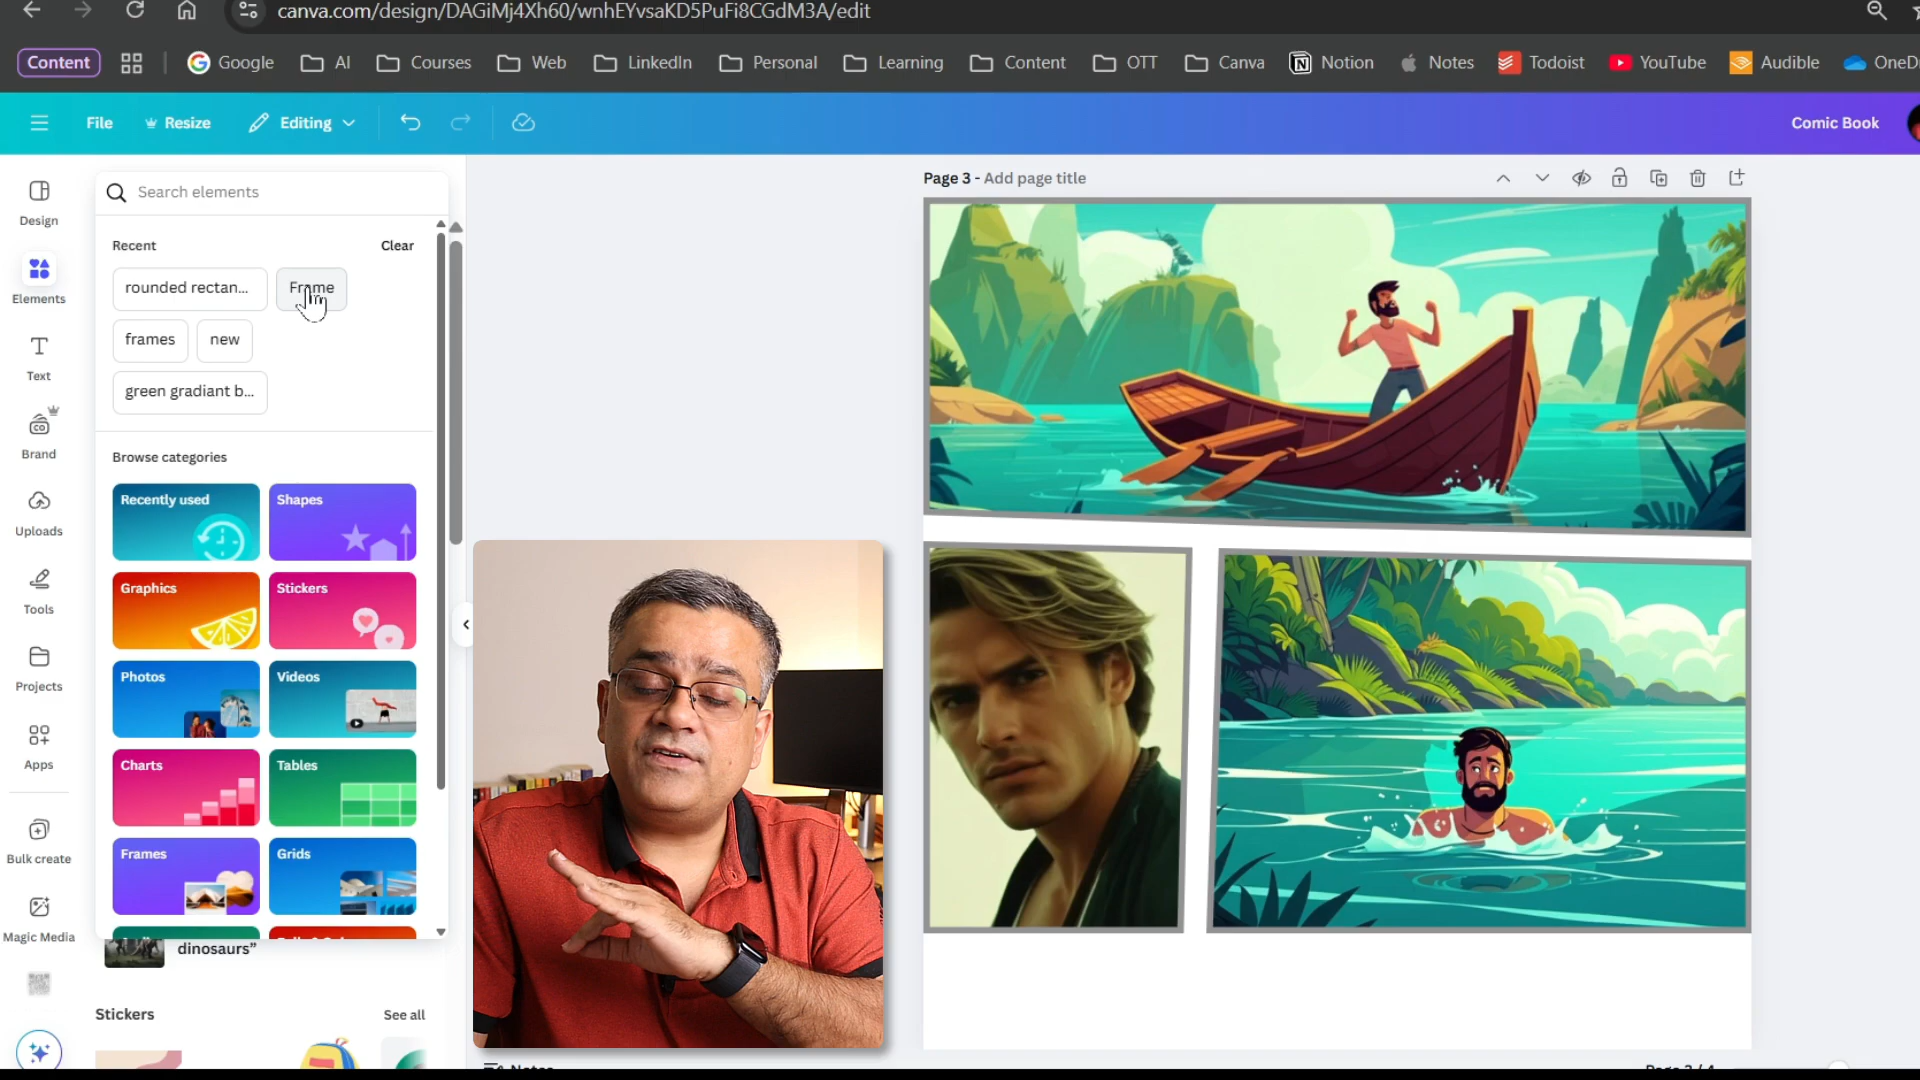 canva.com/design/DAGiMj4Xh60/wnhEYvsaKD5PuFi8CGdM3A/edit
Content Google AI Courses Web LinkedIn Personal Learning Content OTT Canva Notion Notes Todoist YouTube Audible
File Resize Editing Comic Book
Design
Elements
Text
Brand
Uploads
Tools
Projects
Apps
Bulk create
Magic Media
Search elements
Recent Clear
rounded rectan... Frame
frames new
green gradiant b...
Browse categories
Recently used Shapes
Graphics Stickers
Photos Videos
Charts Tables
Frames Grids
dinosaurs”
Stickers See all
Page 3 - Add page title
Notes